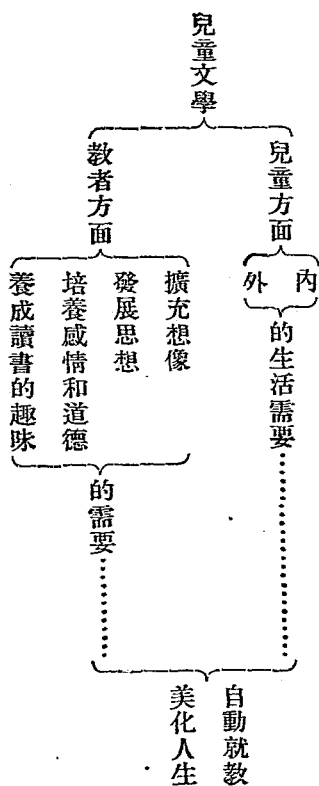 兒童文學
兒童方面
內
外
的生活需要
教者方面
擴充想像
發展思想
培養感情和道德
養成讀書的趣味
的需要
自動就教
美化人生